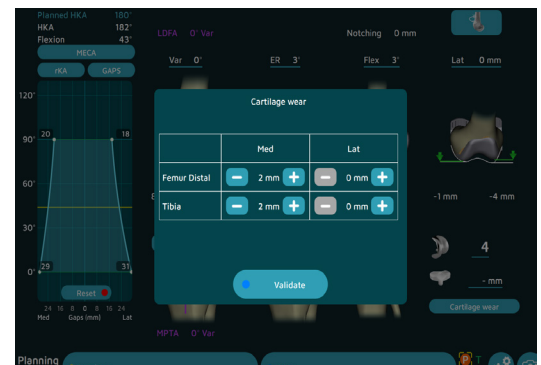 Planned HKA 180°
HKA 182°
Flexion 43°
MECA
rKA GAPS
LDFA 0° Var
Notching 0 mm
Var 0°
ER 3°
Flex 3°
Lat 0 mm
120°
90°
60°
30°
0°
20 18
29 31
Reset
24 16 8 0 8 16 24
Med Gaps (mm) Lat
Cartilage wear
Med Lat
Femur Distal 2 mm 0 mm
Tibia 2 mm 0 mm
Validate
-1 mm -4 mm
4
- mm
Cartilage wear
MPTA 0° Var
Planning
P T